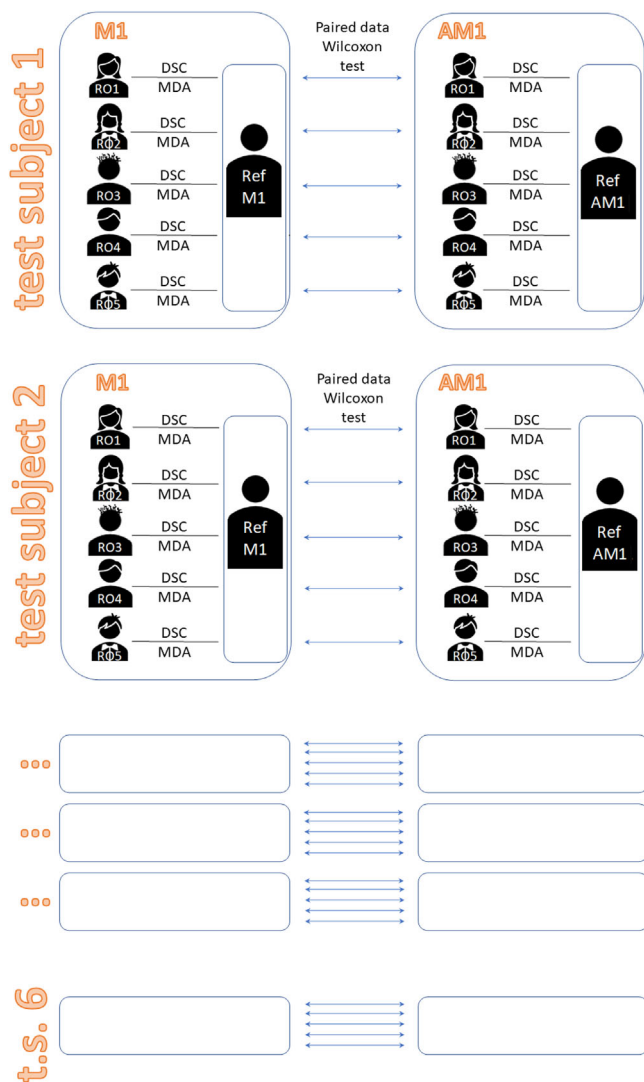 test subject 1
M1
Paired data
Wilcoxon
test
AM1
RO1
DSC
MDA
RO2
DSC
MDA
RO3
DSC
MDA
RO4
DSC
MDA
RO5
DSC
MDA
Ref
M1
RO1
DSC
MDA
RO2
DSC
MDA
RO3
DSC
MDA
RO4
DSC
MDA
RO5
DSC
MDA
Ref
AM1
test subject 2
M1
Paired data
Wilcoxon
test
AM1
RO1
DSC
MDA
RO2
DSC
MDA
RO3
DSC
MDA
RO4
DSC
MDA
RO5
DSC
MDA
Ref
M1
RO1
DSC
MDA
RO2
DSC
MDA
RO3
DSC
MDA
RO4
DSC
MDA
RO5
DSC
MDA
Ref
AM1
...
...
...
t.s. 6